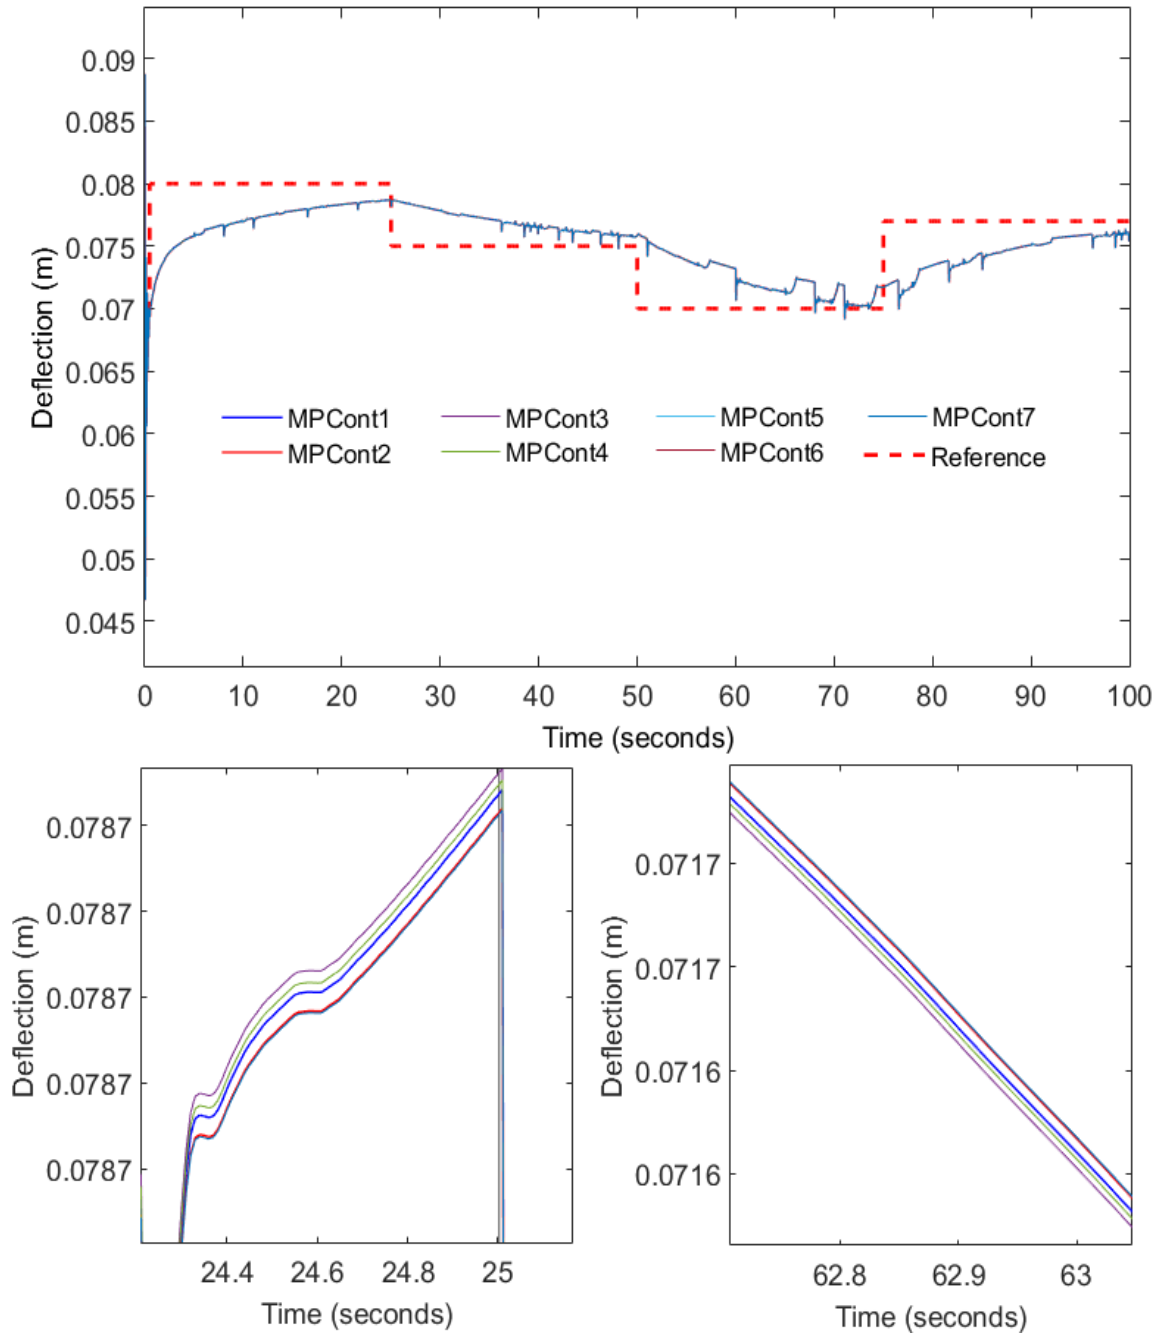 Deflection (m)
0.09
0.085
0.08
0.075
0.07
0.065
0.06
0.055
0.05
0.045
MPCont1 MPCont3 MPCont5 MPCont7
MPCont2 MPCont4 MPCont6 Reference
0 10 20 30 40 50 60 70 80 90 100
Time (seconds)
Deflection (m)
0.0787
0.0787
0.0787
0.0787
0.0787
24.4 24.6 24.8 25
Time (seconds)
Deflection (m)
0.0717
0.0717
0.0716
0.0716
62.8 62.9 63
Time (seconds)